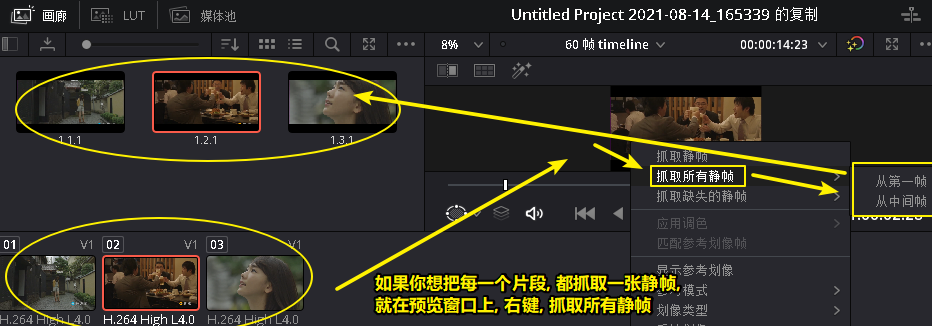 画廊 LUT 媒体池 Untitled Project 2021-08-14_165339 的复制
8% 60 帧 timeline 00:00:14:23
1.1.1 1.2.1 1.3.1
抓取静帧
抓取所有静帧
抓取缺失的静帧
从第一帧
从中间帧
应用调色
匹配参考划像帧
显示参考划像
参考模式
划像类型
01 V1 02 V1 03 V1
H.264 High L4.0 H.264 High L4.0 H.264 High L4.0
如果你想把每一个片段, 都抓取一张静帧,
就在预览窗口上, 右键, 抓取所有静帧